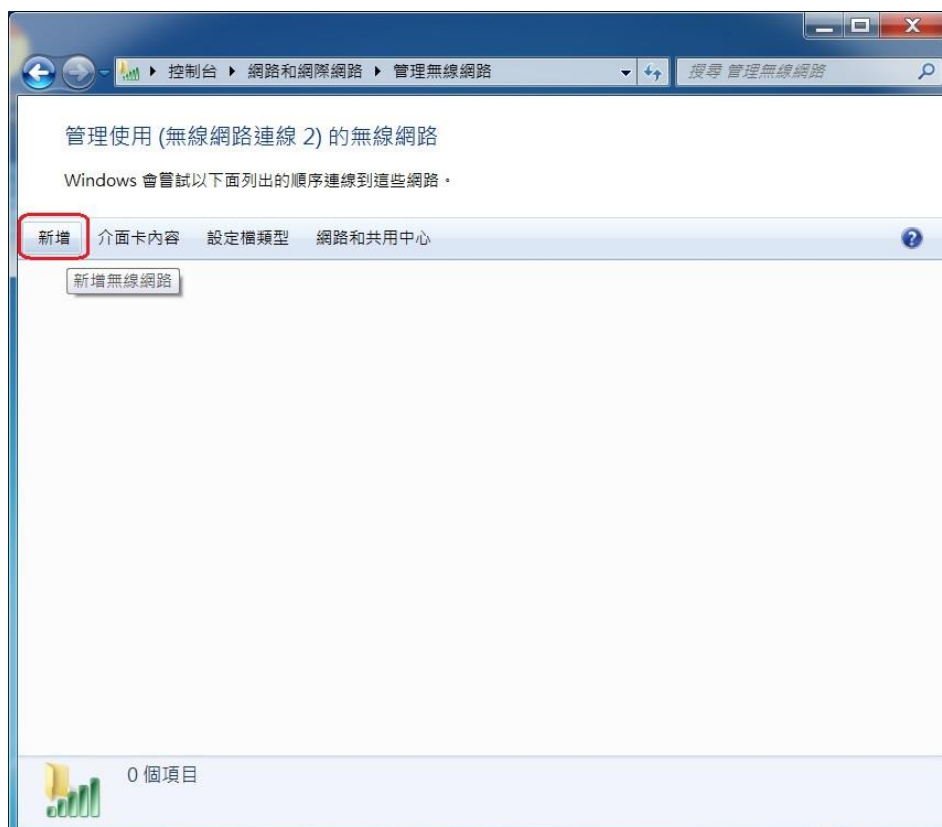 控制台 ▶ 網路和網際網路 ▶ 管理無線網路
搜尋 管理無線網路
管理使用 (無線網路連線 2) 的無線網路
Windows 會嘗試以下面列出的順序連線到這些網路。
新增 介面卡內容 設定檔類型 網路和共用中心
新增無線網路
0 個項目